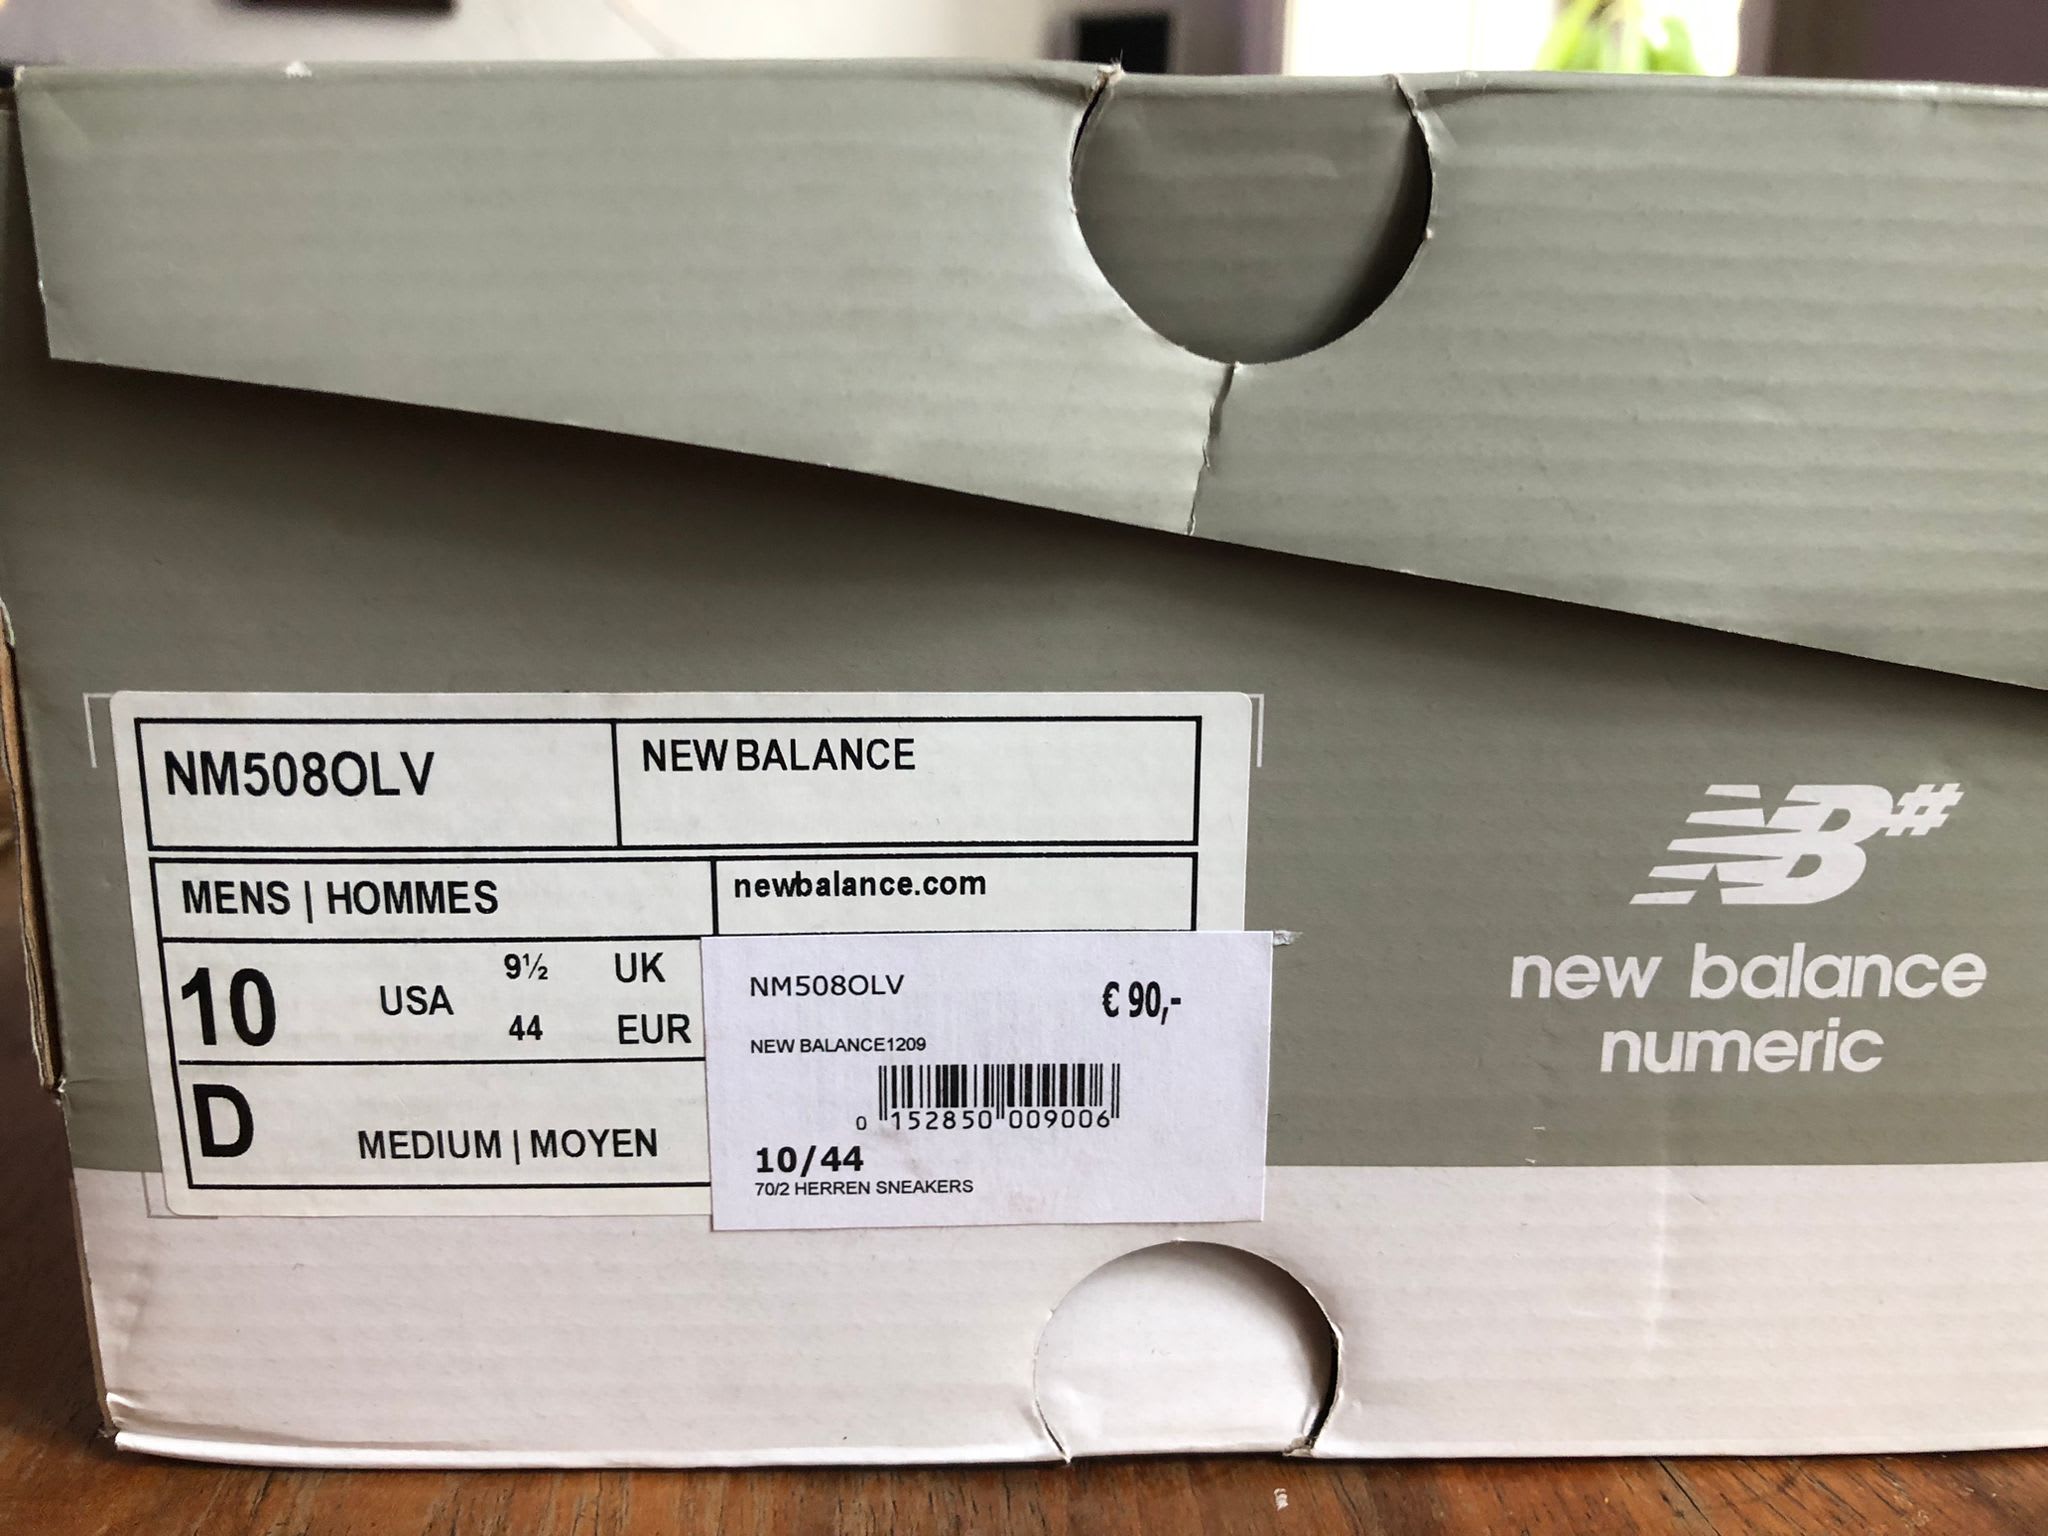 NM508OLV
NEW BALANCE
MENS | HOMMES
newbalance.com
10 USA 9½ UK
44 EUR
D MEDIUM | MOYEN
NM508OLV € 90,-
NEW BALANCE1209
0 152850 009006
10/44
70/2 HERREN SNEAKERS
NB#
new balance
numeric